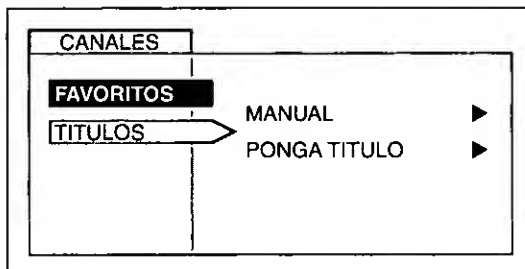 CANALES
FAVORITOS
TITULOS
MANUAL ▶
PONGA TITULO ▶